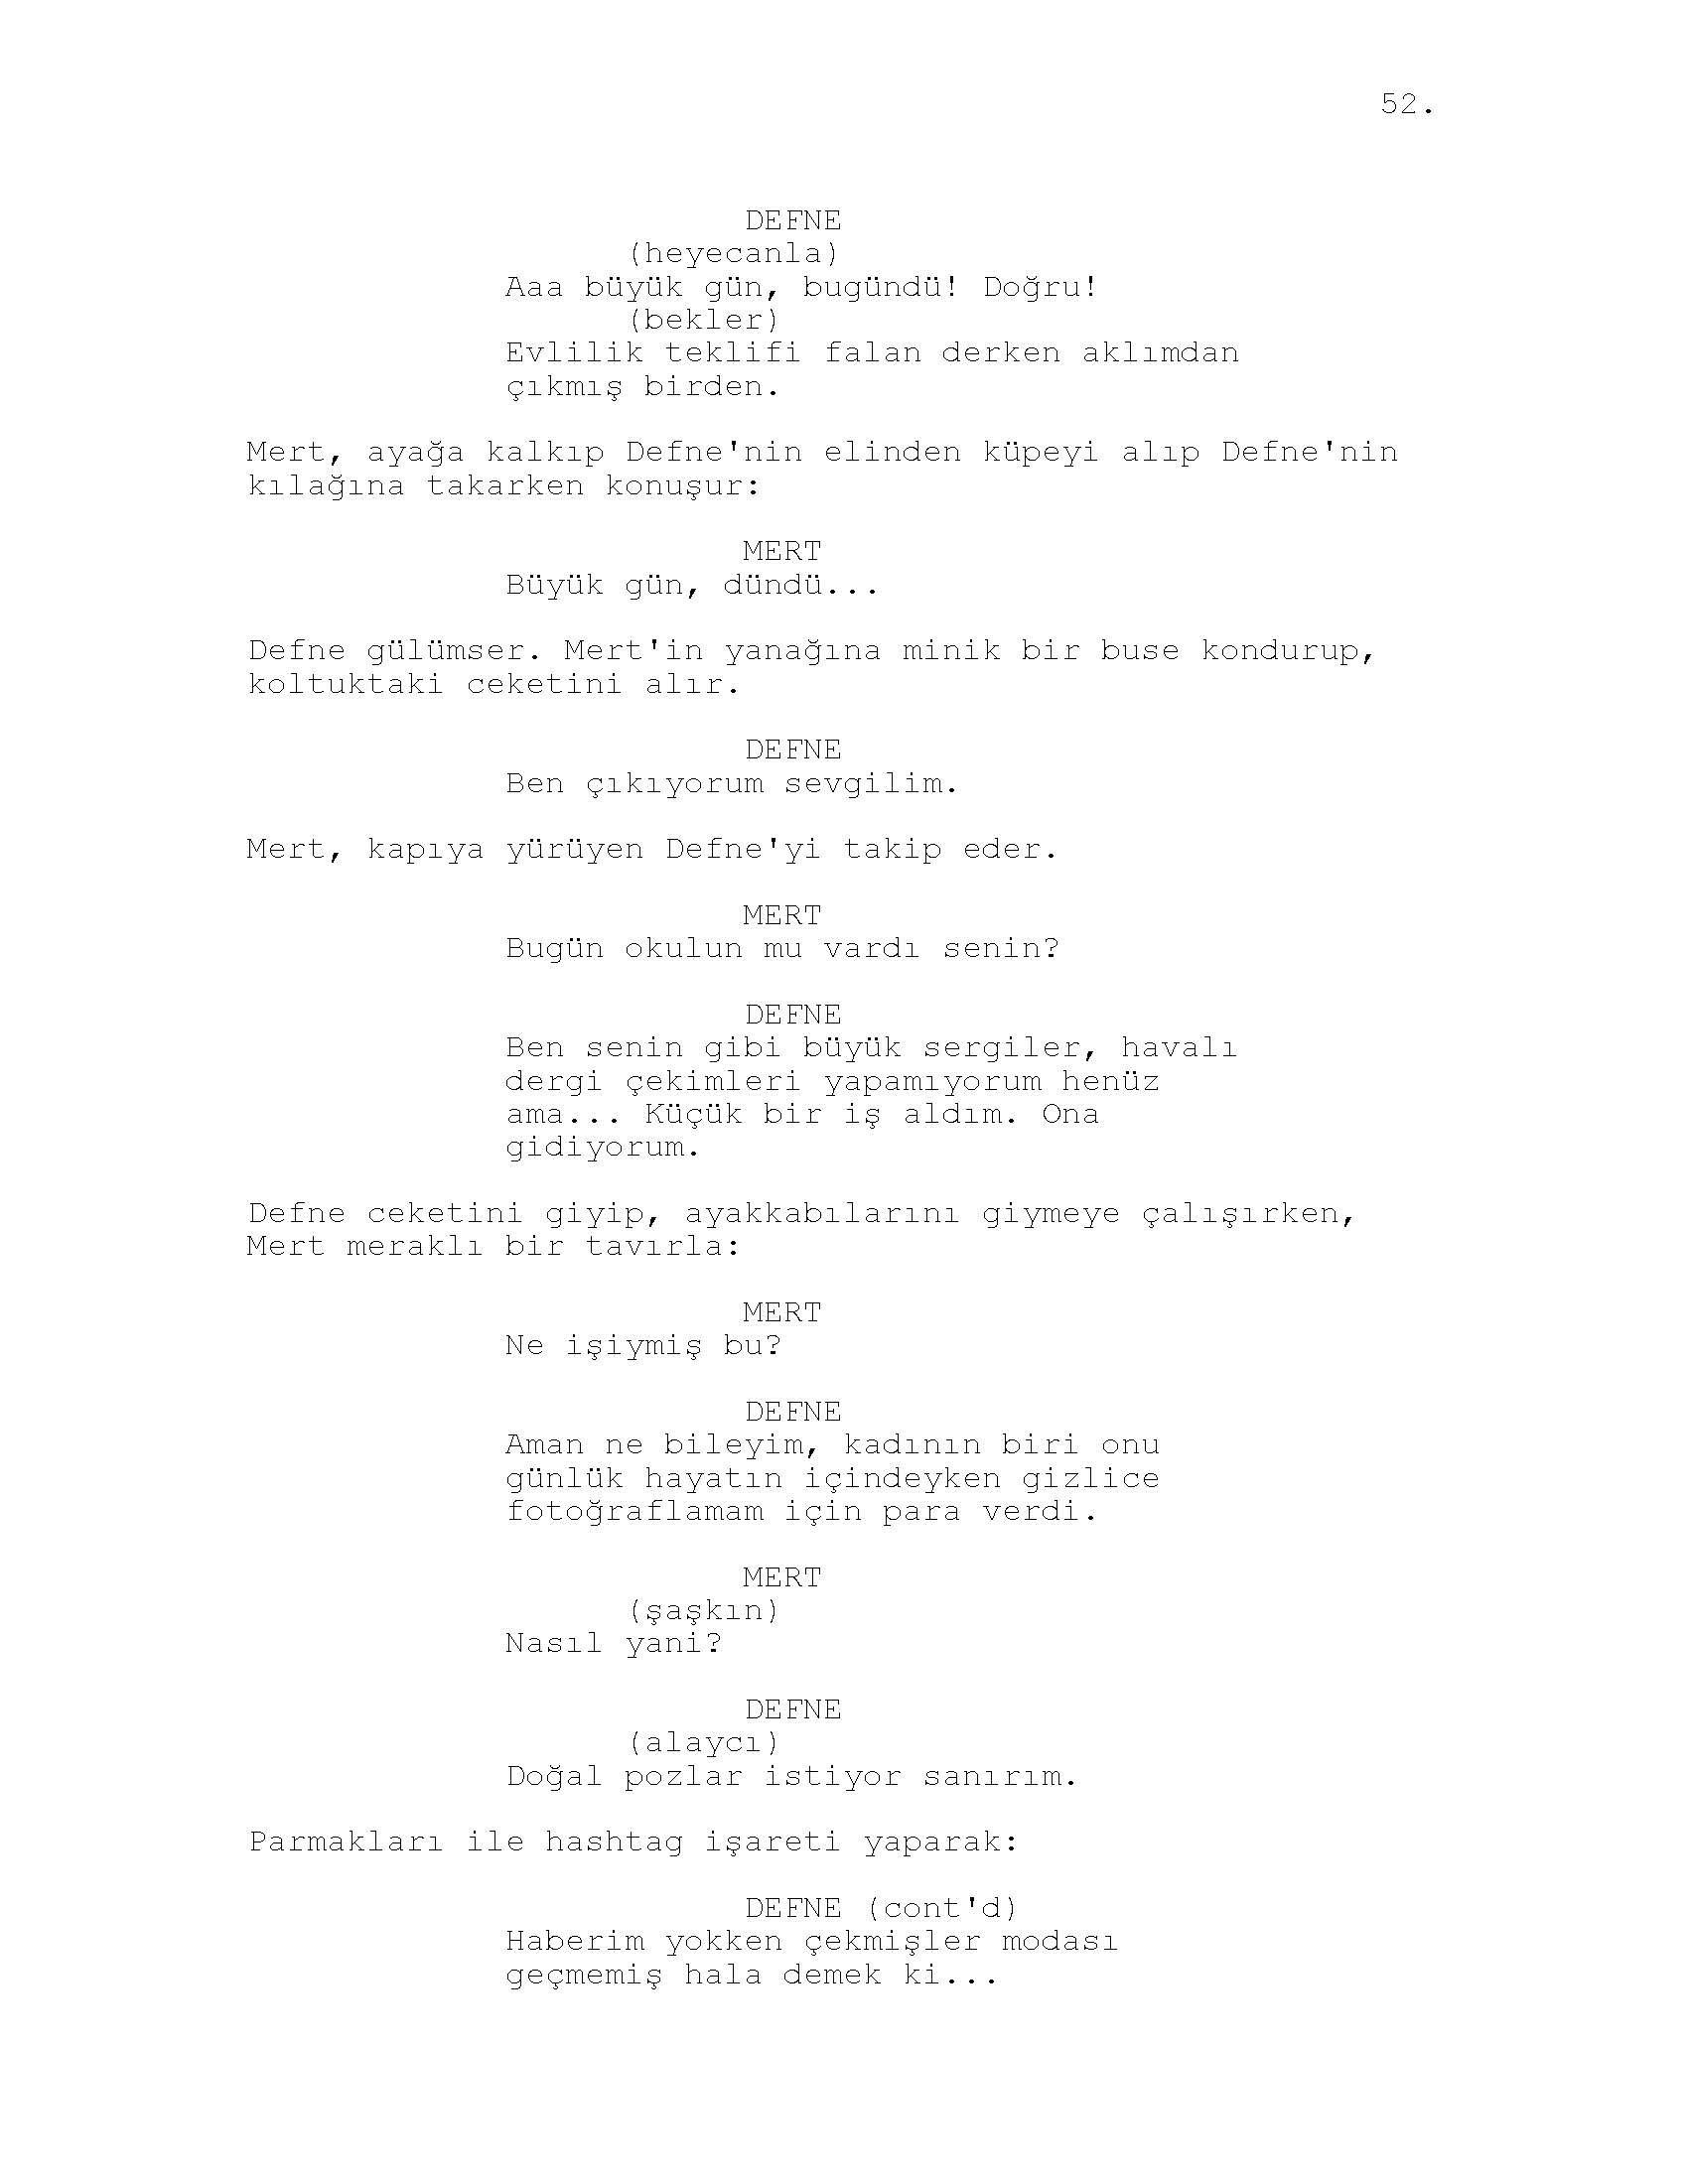 52.
DEFNE
(heyecanla)
Aaa büyük gün, bugündü! Doğru!
(bekler)
Evlilik teklifi falan derken aklımdan
çıkmış birden.
Mert, ayağa kalkıp Defne'nin elinden küpeyi alıp Defne'nin
kılağına takarken konuşur:
MERT
Büyük gün, dündü...
Defne gülümser. Mert'in yanağına minik bir buse kondurup,
koltuktaki ceketini alır.
DEFNE
Ben çıkıyorum sevgilim.
Mert, kapıya yürüyen Defne'yi takip eder.
MERT
Bugün okulun mu vardı senin?
DEFNE
Ben senin gibi büyük sergiler, havalı
dergi çekimleri yapamıyorum henüz
ama... Küçük bir iş aldım. Ona
gidiyorum.
Defne ceketini giyip, ayakkabılarını giymeye çalışırken,
Mert meraklı bir tavırla:
MERT
Ne işiymiş bu?
DEFNE
Aman ne bileyim, kadının biri onu
günlük hayatın içindeyken gizlice
fotoğraflamam için para verdi.
MERT
(şaşkın)
Nasıl yani?
DEFNE
(alaycı)
Doğal pozlar istiyor sanırım.
Parmakları ile hashtag işareti yaparak:
DEFNE (cont'd)
Haberim yokken çekmişler modası
geçmemiş hala demek ki...